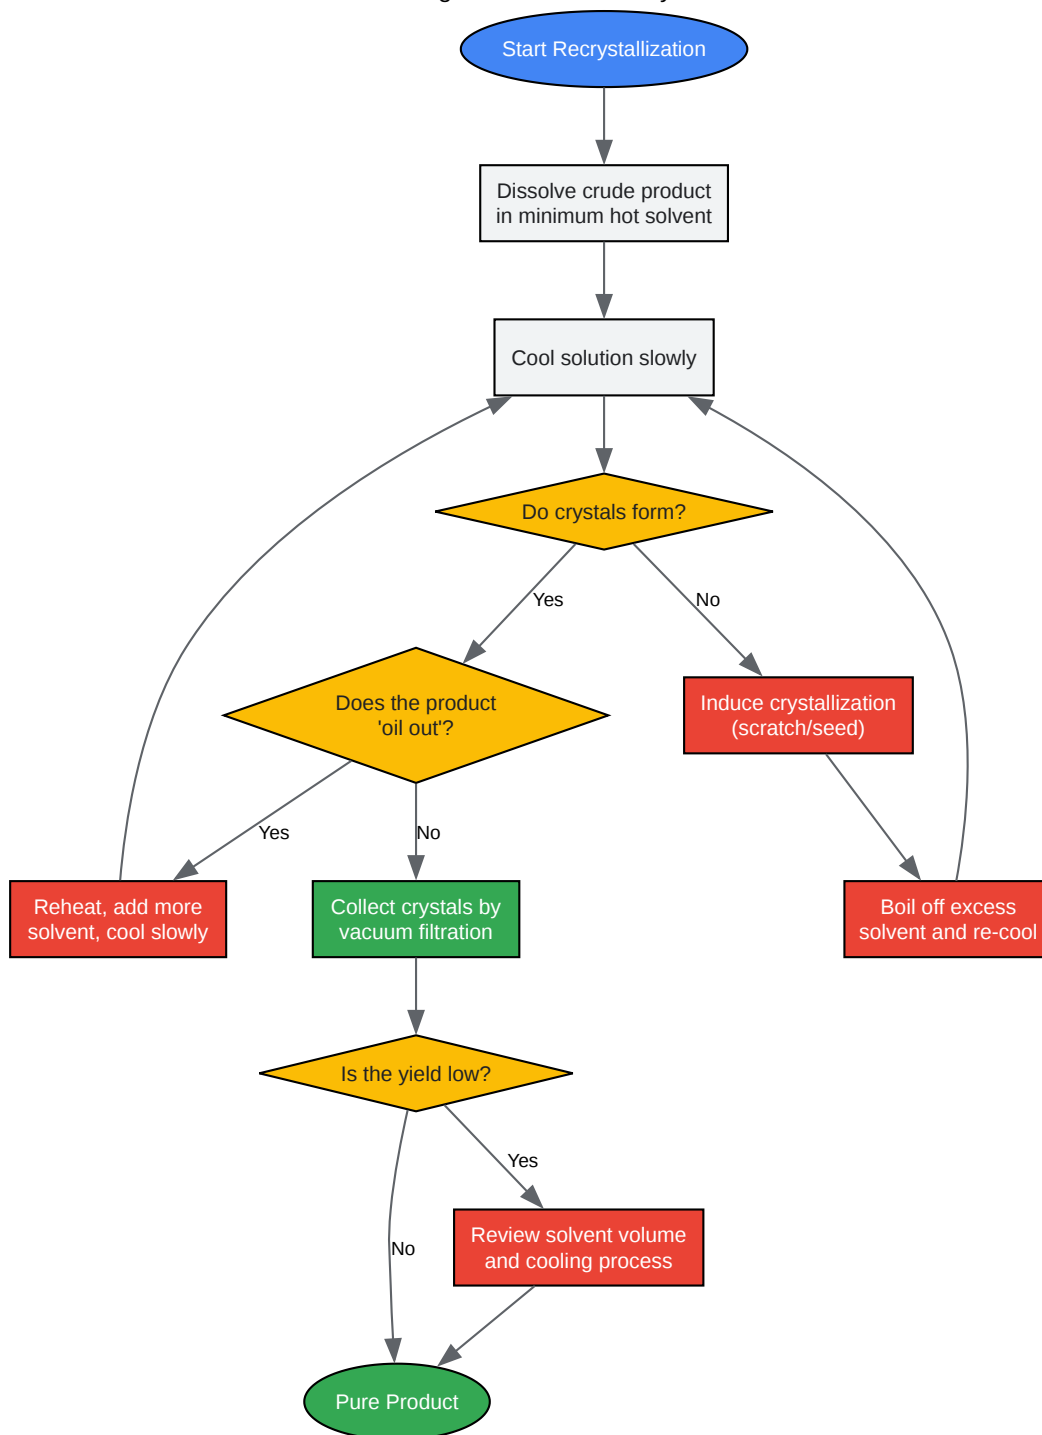 Start Recrystallization
Dissolve crude product
in minimum hot solvent
Cool solution slowly
Do crystals form?
Yes
No
Does the product
'oil out'?
Induce crystallization
(scratch/seed)
Yes
No
Reheat, add more
solvent, cool slowly
Collect crystals by
vacuum filtration
Boil off excess
solvent and re-cool
Is the yield low?
Yes
No
Review solvent volume
and cooling process
Pure Product